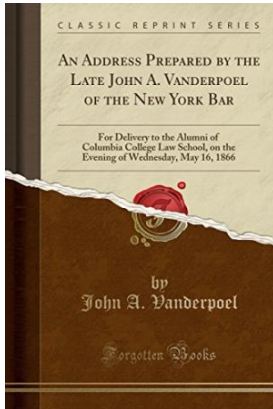 CLASSIC REPRINT SERIES
AN ADDRESS PREPARED BY THE
LATE JOHN A. VANDERPOEL
OF THE NEW YORK BAR
For Delivery to the Alumni of
Columbia College Law School, on the
Evening of Wednesday, May 16, 1866
by
John A. Vanderpoel
Forgotten Books